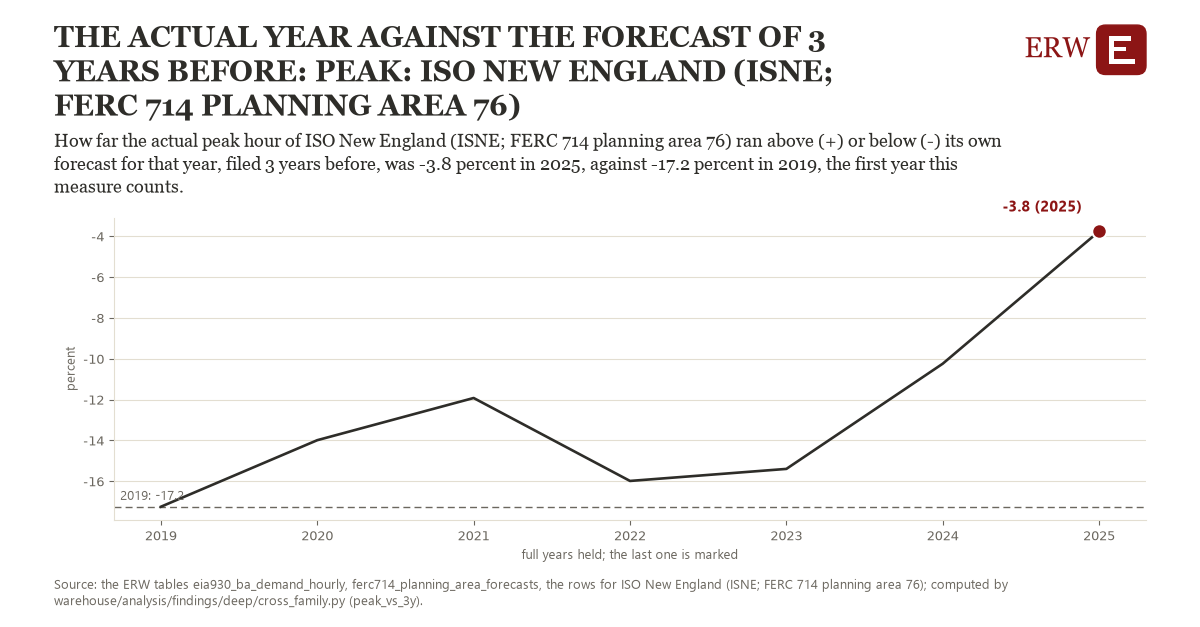 THE ACTUAL YEAR AGAINST THE FORECAST OF 3
YEARS BEFORE: PEAK: ISO NEW ENGLAND (ISNE;
FERC 714 PLANNING AREA 76)
ERW E
How far the actual peak hour of ISO New England (ISNE; FERC 714 planning area 76) ran above (+) or below (-) its own
forecast for that year, filed 3 years before, was -3.8 percent in 2025, against -17.2 percent in 2019, the first year this
measure counts.
-3.8 (2025)
-4
-6
-8
-10
-12
-14
-16
percent
2019: -17.2
2019 2020 2021 2022 2023 2024 2025
full years held; the last one is marked
Source: the ERW tables eia930_ba_demand_hourly, ferc714_planning_area_forecasts, the rows for ISO New England (ISNE; FERC 714 planning area 76); computed by
warehouse/analysis/findings/deep/cross_family.py (peak_vs_3y).